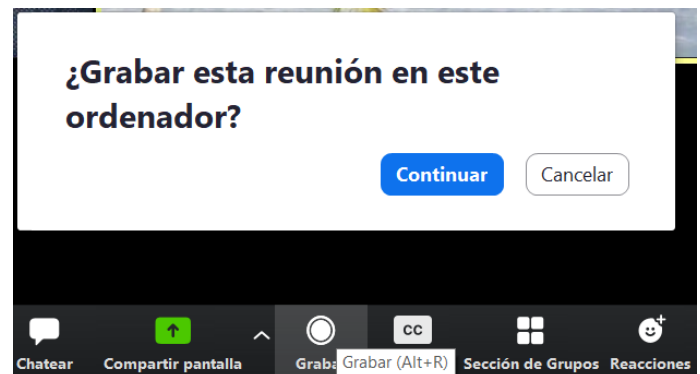 ¿Grabar esta reunión en este
ordenador?
Continuar Cancelar
CC
Chatear Compartir pantalla Graba Grabar (Alt+R) Sección de Grupos Reacciones